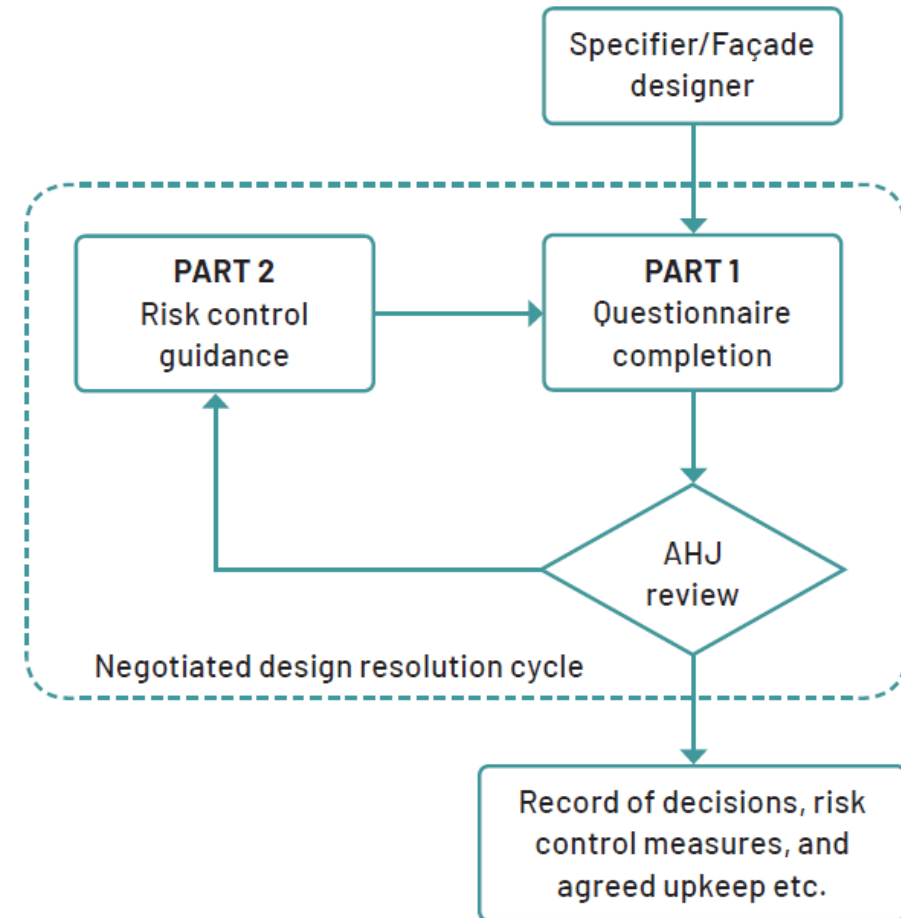 Specifier/Façade
designer
PART 2
Risk control
guidance
PART 1
Questionnaire
completion
AHJ
review
Negotiated design resolution cycle
Record of decisions, risk
control measures, and
agreed upkeep etc.